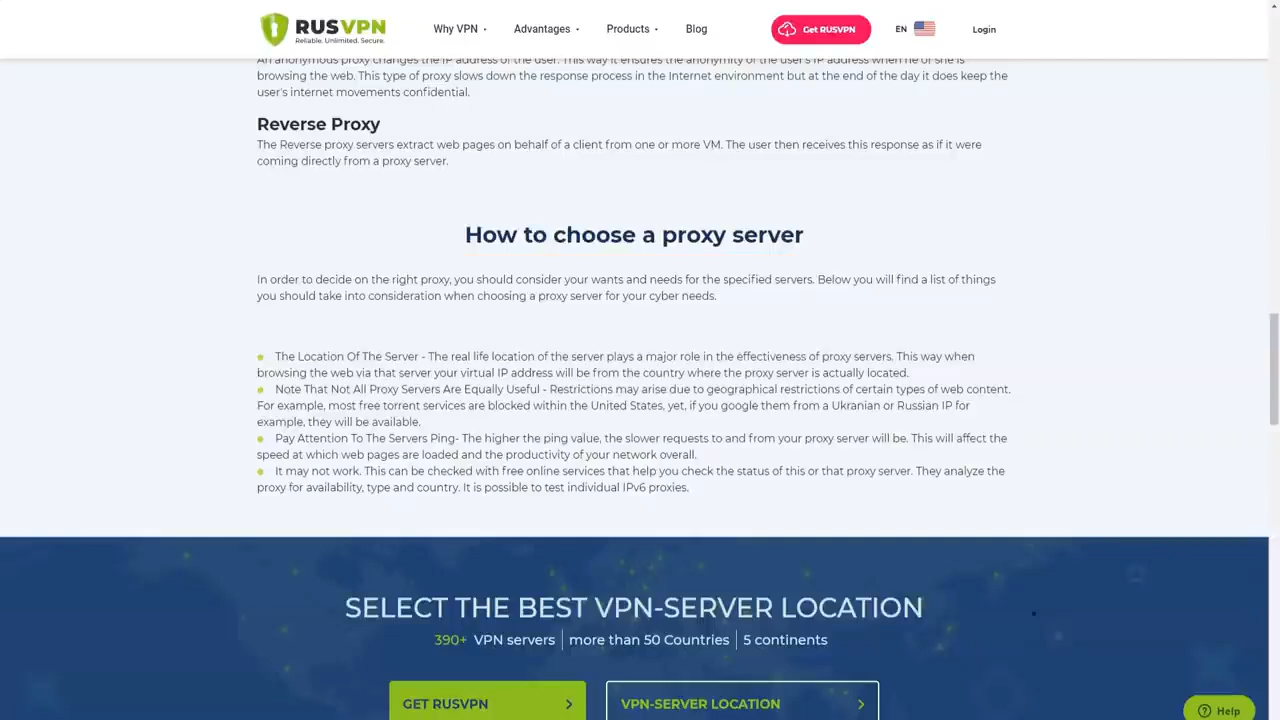 RUSVPN
Reliable. Unlimited. Secure.
Why VPN
Advantages
Products
Blog
Get RUSVPN
EN
Login
An anonymous proxy changes the IP address of the user. This way it ensures the anonymity of the user's IP address when he or she is
browsing the web. This type of proxy slows down the response process in the Internet environment but at the end of the day it does keep the
user's internet movements confidential.
Reverse Proxy
The Reverse proxy servers extract web pages on behalf of a client from one or more VM. The user then receives this response as if it were
coming directly from a proxy server.
How to choose a proxy server
In order to decide on the right proxy, you should consider your wants and needs for the specified servers. Below you will find a list of things
you should take into consideration when choosing a proxy server for your cyber needs.
The Location Of The Server - The real life location of the server plays a major role in the effectiveness of proxy servers. This way when
browsing the web via that server your virtual IP address will be from the country where the proxy server is actually located.
Note That Not All Proxy Servers Are Equally Useful - Restrictions may arise due to geographical restrictions of certain types of web content.
For example, most free torrent services are blocked within the United States, yet, if you google them from a Ukranian or Russian IP for
example, they will be available.
Pay Attention To The Servers Ping- The higher the ping value, the slower requests to and from your proxy server will be. This will affect the
speed at which web pages are loaded and the productivity of your network overall.
It may not work. This can be checked with free online services that help you check the status of this or that proxy server. They analyze the
proxy for availability, type and country. It is possible to test individual IPv6 proxies.
SELECT THE BEST VPN-SERVER LOCATION
390+ VPN servers | more than 50 Countries | 5 continents
GET RUSVPN
VPN-SERVER LOCATION
Help